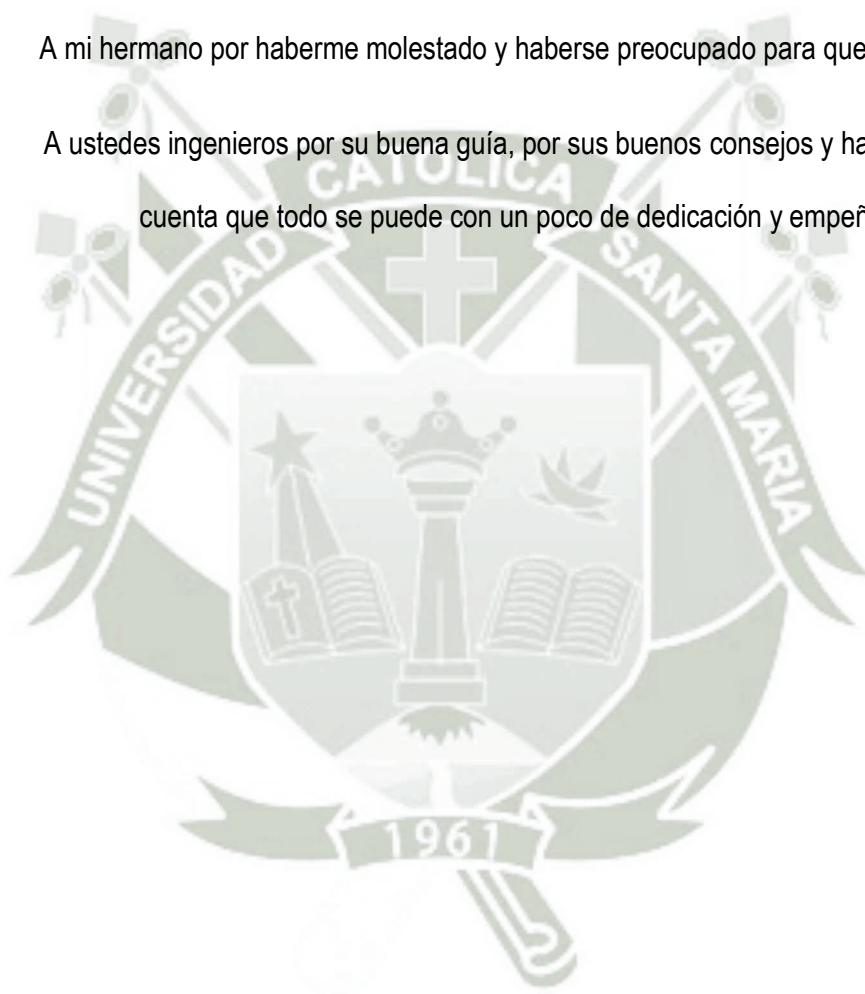 A mi hermano por haberme molestado y haberse preocupado para que
A ustedes ingenieros por su buena guía, por sus buenos consejos y ha
cuenta que todo se puede con un poco de dedicación y empeñ
UNIVERSIDAD CATOLICA SANTA MARIA
1961